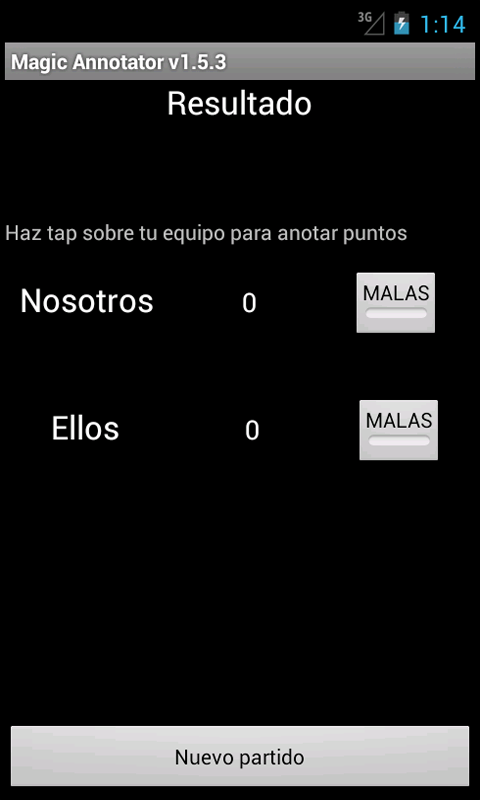 3G
1:14
Magic Annotator v1.5.3
Resultado
Haz tap sobre tu equipo para anotar puntos
Nosotros 0 MALAS
Ellos 0 MALAS
Nuevo partido